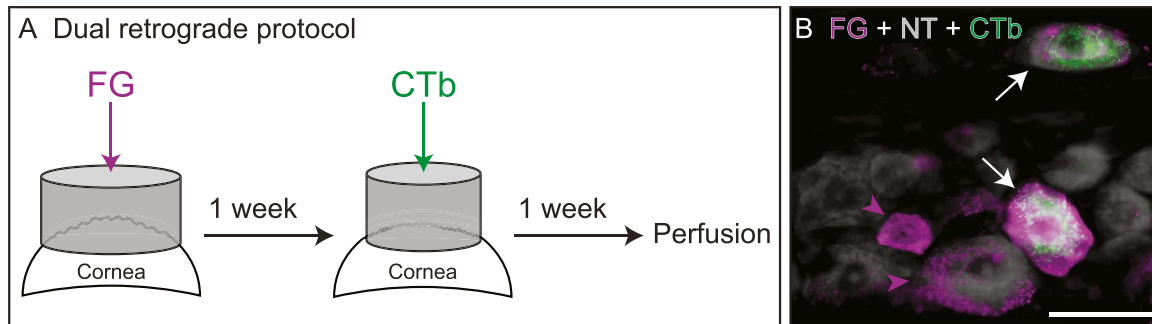 A Dual retrograde protocol
FG
CTb
1 week
1 week
Perfusion
Cornea
Cornea
B FG + NT + CTb